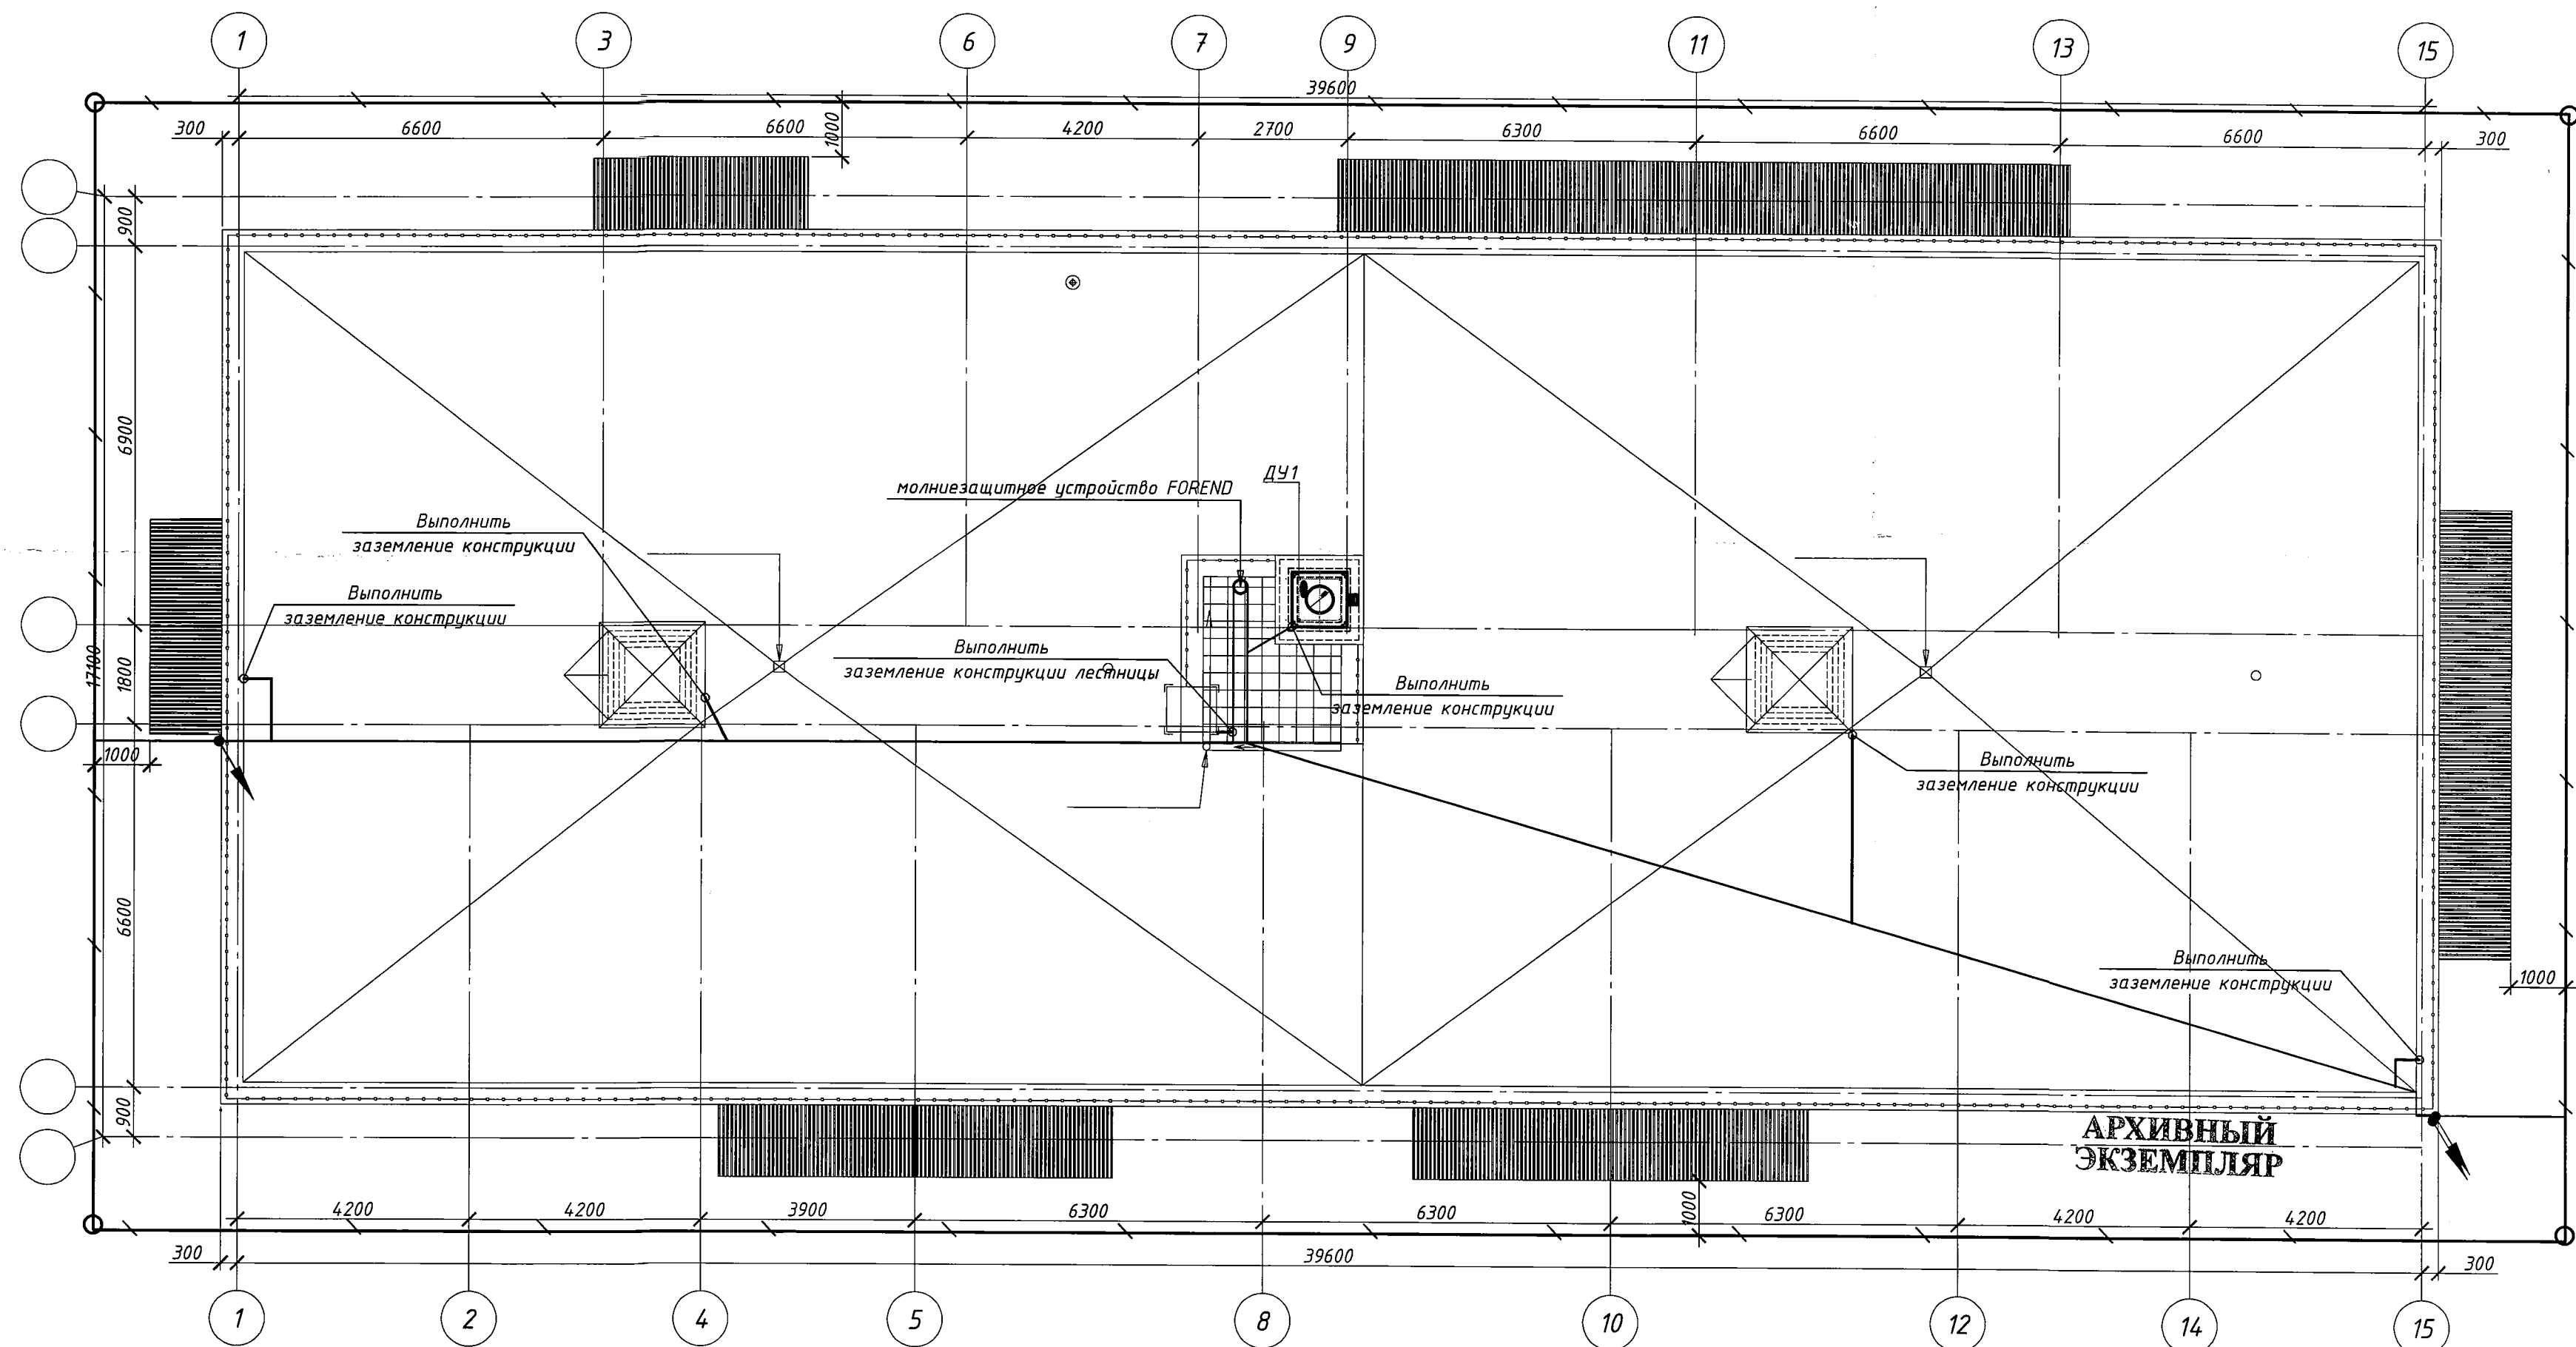 1 3 6 7 9 11 13 15
39600
300 6600 6600 1000 4200 2700 6300 6600 6600 300
900
6900
1800
17100
6600
900
молниезащитное устройство FOREND
ДУ1
Выполнить
заземление конструкции
Выполнить
заземление конструкции
Выполнить
заземление конструкции лестницы
Выполнить
заземление конструкции
Выполнить
заземление конструкции
Выполнить
заземление конструкции
1000
1000
АРХИВНЫЙ
ЭКЗЕМПЛЯР
4200 4200 3900 6300 6300 1000 6300 4200 4200
300 39600 300
1 2 4 5 8 10 12 14 15